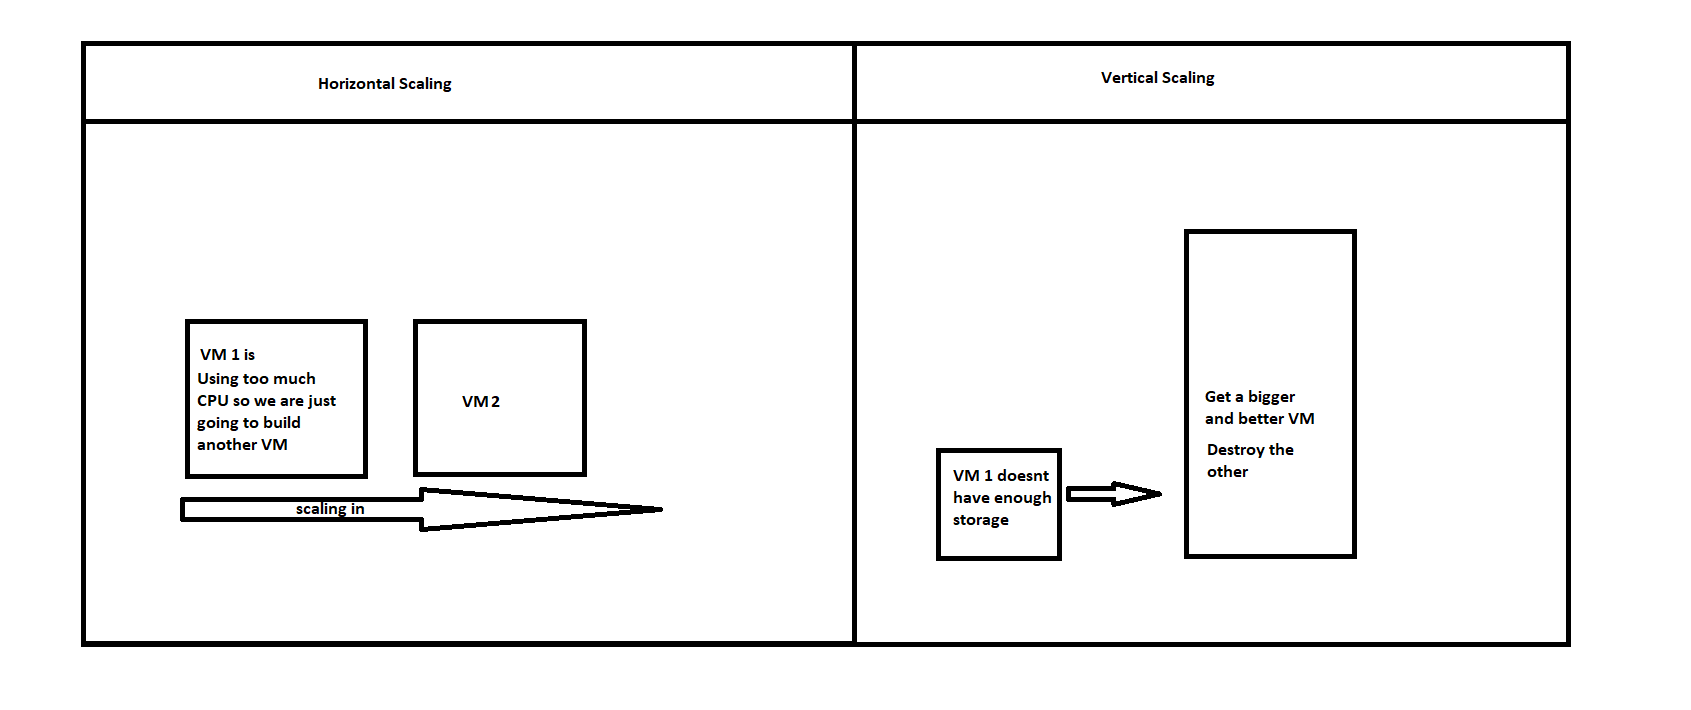 Horizontal Scaling
Vertical Scaling
VM 1 is
Using too much
CPU so we are just
going to build
another VM
VM 2
scaling in
VM 1 doesnt
have enough
storage
Get a bigger
and better VM
Destroy the
other